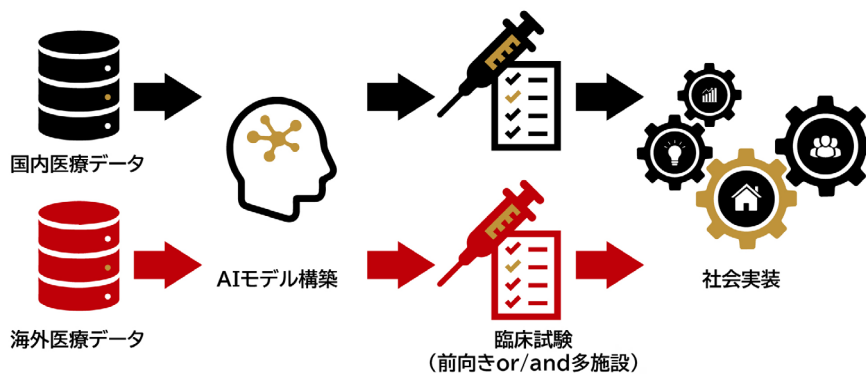 国内医療データ
海外医療データ
AIモデル構築
臨床試験
（前向きor/and多施設）
社会実装